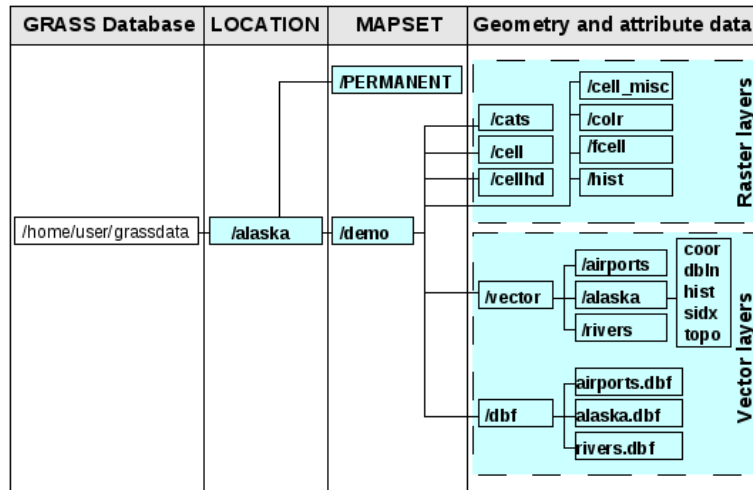 GRASS Database LOCATION MAPSET Geometry and attribute data
/PERMANENT
/cell_misc
/cats
/colr
/cell
/fcell
/cellhd
/hist
Raster layers
/home/user/grassdata
/alaska
/demo
/vector
/airports
/alaska
/rivers
coor
dbln
hist
sidx
topo
/dbf
airports.dbf
alaska.dbf
rivers.dbf
Vector layers